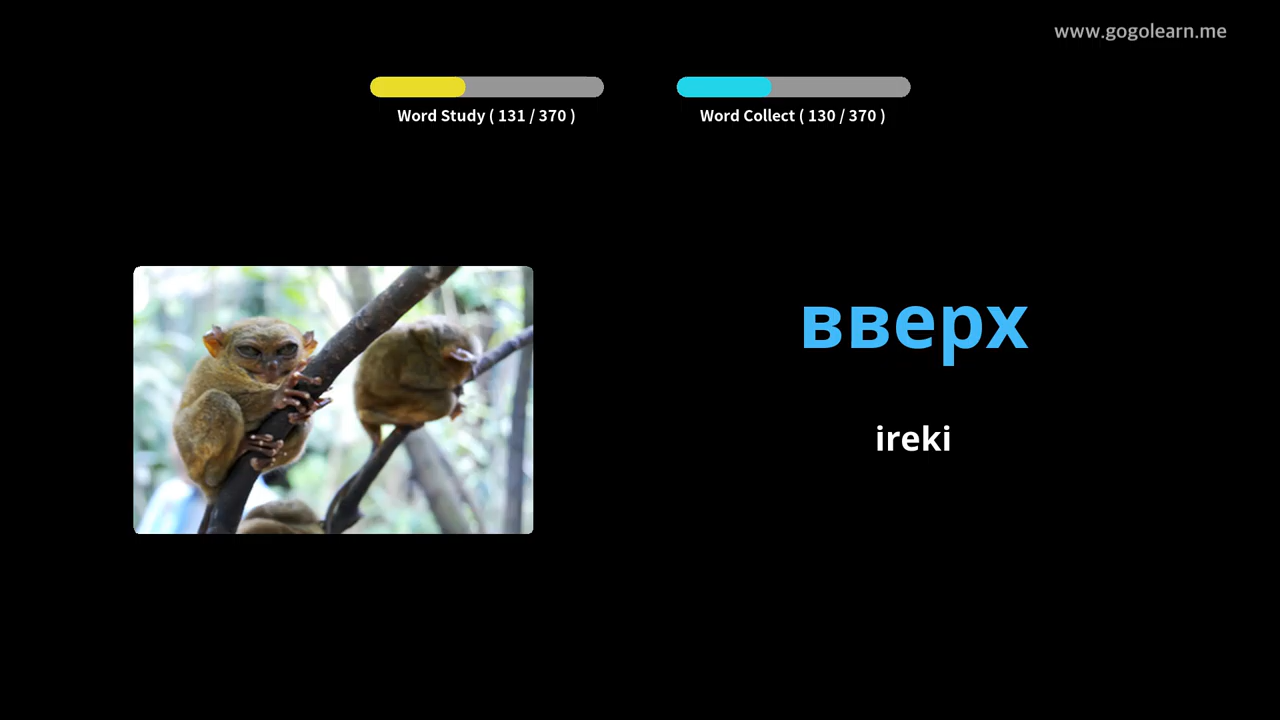 www.gogolearn.me
Word Study ( 131 / 370 )
Word Collect ( 130 / 370 )
вверх
ireki